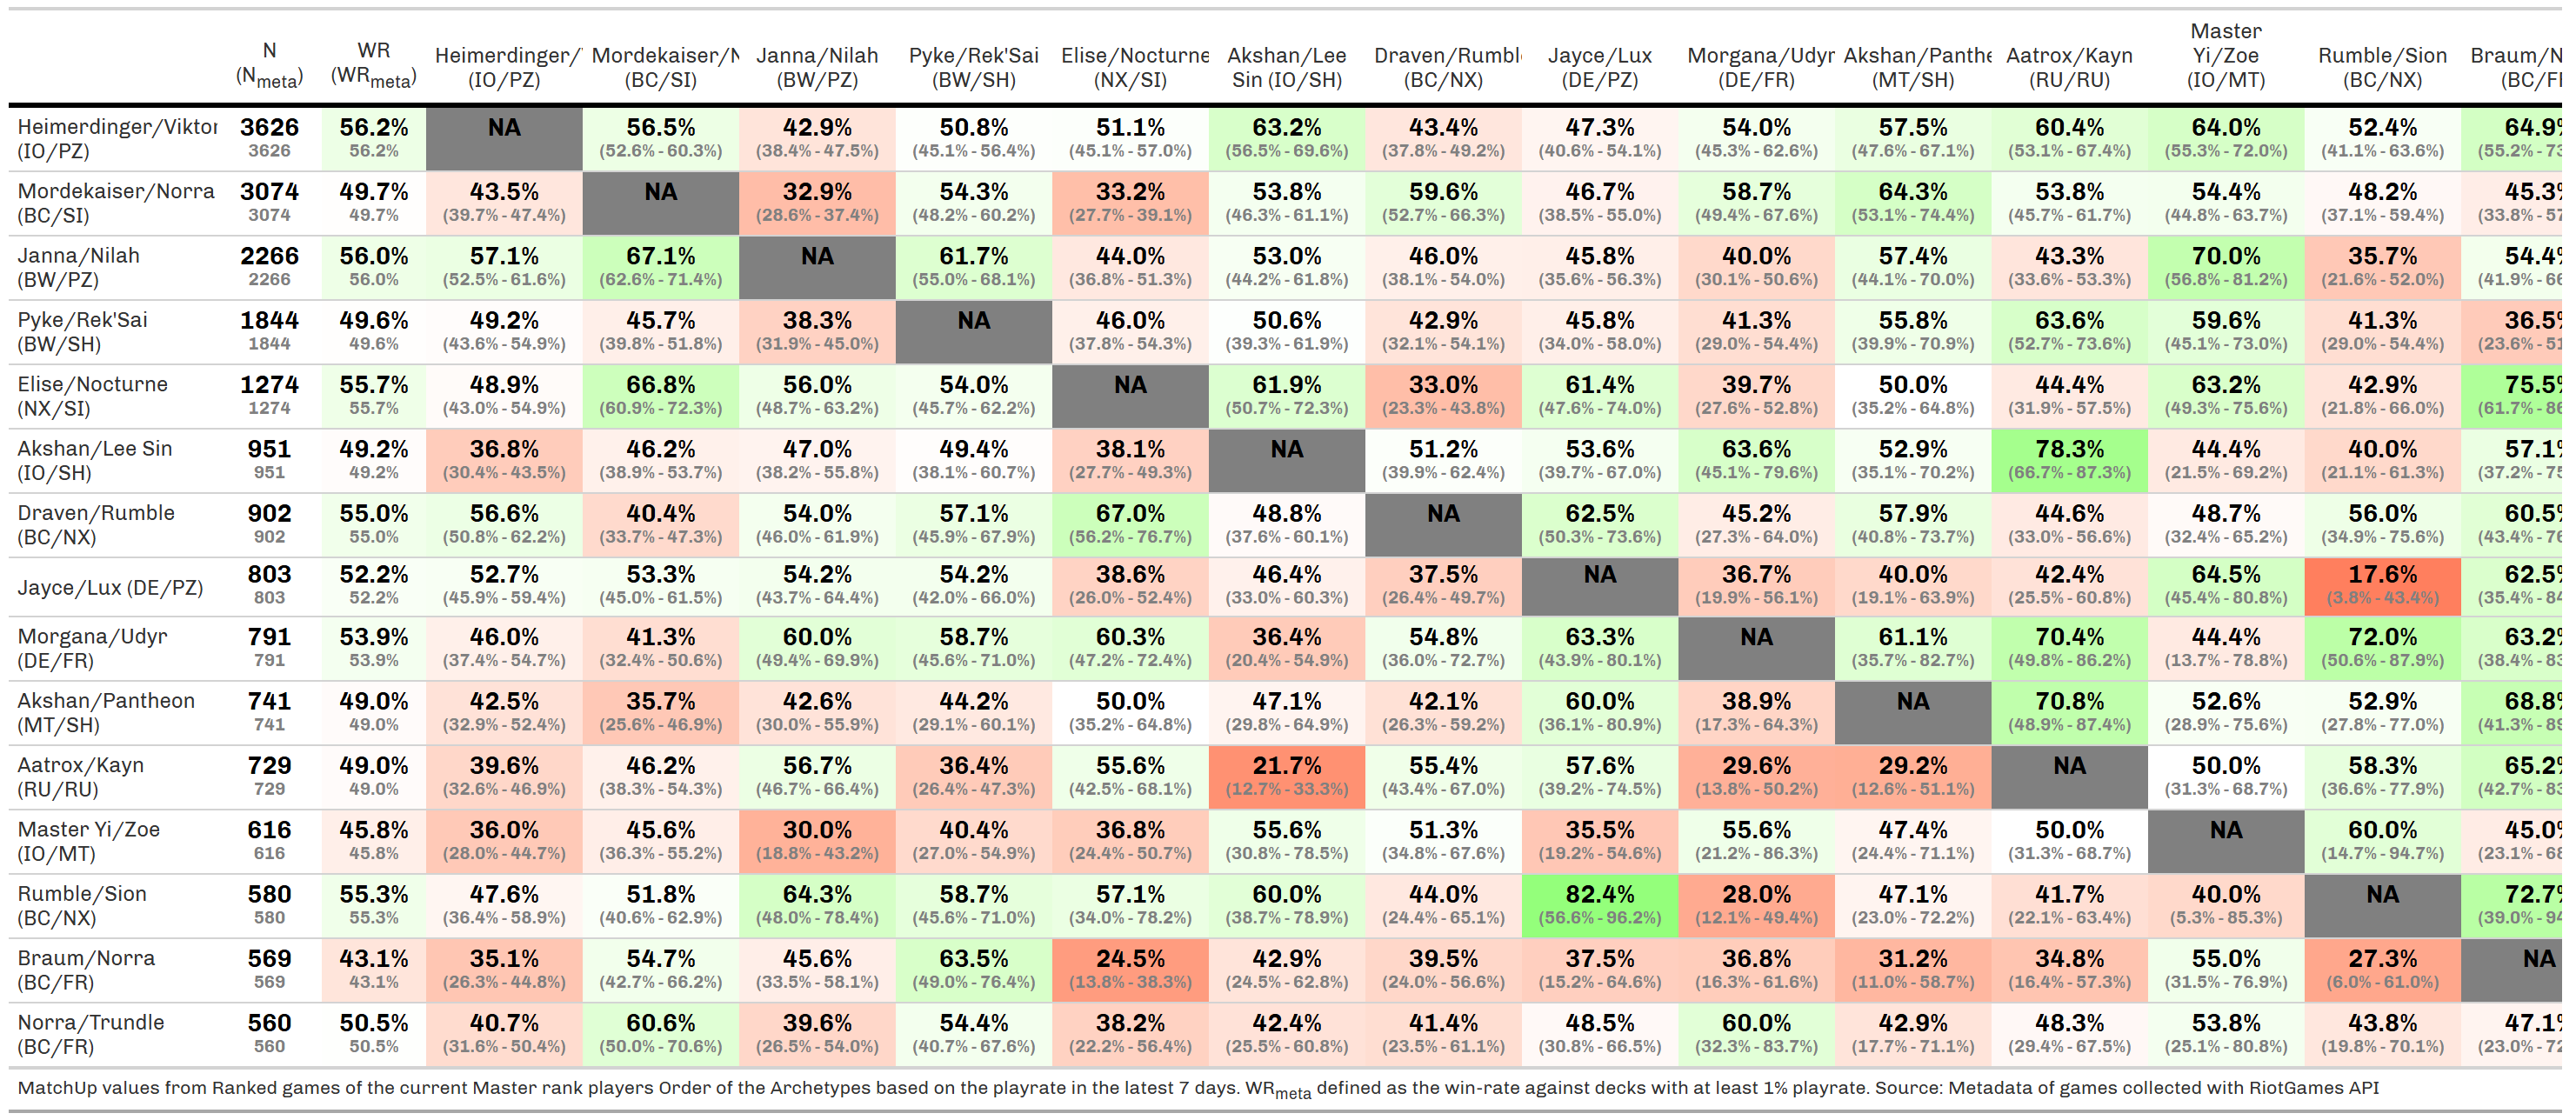 N WR Heimerdinger/ Mordekaiser/N Janna/Nilah Pyke/Rek'Sai Elise/Nocturne Akshan/Lee Draven/Rumbl Jayce/Lux Morgana/Udyr Akshan/Panthe Aatrox/Kayn Master Yi/Zoe Rumble/Sion Braum/N
(Nmeta) (WRmeta) (IO/PZ) (BC/SI) (BW/PZ) (BW/SH) (NX/SI) Sin (IO/SH) (BC/NX) (DE/PZ) (DE/FR) (MT/SH) (RU/RU) (IO/MT) (BC/NX) (BC/F
Heimerdinger/Viktor 3626 56.2% NA 56.5% 42.9% 50.8% 51.1% 63.2% 43.4% 47.3% 54.0% 57.5% 60.4% 64.0% 52.4% 64.9%
(IO/PZ) 3626 56.2% (52.6% - 60.3%) (38.4% - 47.5%) (45.1% - 56.4%) (45.1% - 57.0%) (56.5% - 69.6%) (37.8% - 49.2%) (40.6% - 54.1%) (45.3% - 62.6%) (47.6% - 67.1%) (53.1% - 67.4%) (55.3% - 72.0%) (41.1% - 63.6%) (55.2% - 73
Mordekaiser/Norra 3074 49.7% 43.5% NA 32.9% 54.3% 33.2% 53.8% 59.6% 46.7% 58.7% 64.3% 53.8% 54.4% 48.2% 45.3%
(BC/SI) 3074 49.7% (39.7% - 47.4%) (28.6% - 37.4%) (48.2% - 60.2%) (27.7% - 39.1%) (46.3% - 61.1%) (52.7% - 66.3%) (38.5% - 55.0%) (49.4% - 67.6%) (53.1% - 74.4%) (45.7% - 61.7%) (44.8% - 63.7%) (37.1% - 59.4%) (33.8% - 57
Janna/Nilah 2266 56.0% 57.1% 67.1% NA 61.7% 44.0% 53.0% 46.0% 45.8% 40.0% 57.4% 43.3% 70.0% 35.7% 54.4%
(BW/PZ) 2266 56.0% (52.5% - 61.6%) (62.6% - 71.4%) (55.0% - 68.1%) (36.8% - 51.3%) (44.2% - 61.8%) (38.1% - 54.0%) (35.6% - 56.3%) (30.1% - 50.6%) (44.1% - 70.0%) (33.6% - 53.3%) (56.8% - 81.2%) (21.6% - 52.0%) (41.9% - 66
Pyke/Rek'Sai 1844 49.6% 49.2% 45.7% 38.3% NA 46.0% 50.6% 42.9% 45.8% 41.3% 55.8% 63.6% 59.6% 41.3% 36.5%
(BW/SH) 1844 49.6% (43.6% - 54.9%) (39.8% - 51.8%) (31.9% - 45.0%) (37.8% - 54.3%) (39.3% - 61.9%) (32.1% - 54.1%) (34.0% - 58.0%) (29.0% - 54.4%) (39.9% - 70.9%) (52.7% - 73.6%) (45.1% - 73.0%) (29.0% - 54.4%) (23.6% - 51
Elise/Nocturne 1274 55.7% 48.9% 66.8% 56.0% 54.0% NA 61.9% 33.0% 61.4% 39.7% 50.0% 44.4% 63.2% 42.9% 75.5%
(NX/SI) 1274 55.7% (43.0% - 54.9%) (60.9% - 72.3%) (48.7% - 63.2%) (45.7% - 62.2%) (50.7% - 72.3%) (23.3% - 43.8%) (47.6% - 74.0%) (27.6% - 52.8%) (35.2% - 64.8%) (31.9% - 57.5%) (49.3% - 75.6%) (21.8% - 66.0%) (61.7% - 86
Akshan/Lee Sin 951 49.2% 36.8% 46.2% 47.0% 49.4% 38.1% NA 51.2% 53.6% 63.6% 52.9% 78.3% 44.4% 40.0% 57.1%
(IO/SH) 951 49.2% (30.4% - 43.5%) (38.9% - 53.7%) (38.2% - 55.8%) (38.1% - 60.7%) (27.7% - 49.3%) (39.9% - 62.4%) (39.7% - 67.0%) (45.1% - 79.6%) (35.1% - 70.2%) (66.7% - 87.3%) (21.5% - 69.2%) (21.1% - 61.3%) (37.2% - 75
Draven/Rumble 902 55.0% 56.6% 40.4% 54.0% 57.1% 67.0% 48.8% NA 62.5% 45.2% 57.9% 44.6% 48.7% 56.0% 60.5%
(BC/NX) 902 55.0% (50.8% - 62.2%) (33.7% - 47.3%) (46.0% - 61.9%) (45.9% - 67.9%) (56.2% - 76.7%) (37.6% - 60.1%) (50.3% - 73.6%) (27.3% - 64.0%) (40.8% - 73.7%) (33.0% - 56.6%) (32.4% - 65.2%) (34.9% - 75.6%) (43.4% - 76
Jayce/Lux (DE/PZ) 803 52.2% 52.7% 53.3% 54.2% 54.2% 38.6% 46.4% 37.5% NA 36.7% 40.0% 42.4% 64.5% 17.6% 62.5%
803 52.2% (45.9% - 59.4%) (45.0% - 61.5%) (43.7% - 64.4%) (42.0% - 66.0%) (26.0% - 52.4%) (33.0% - 60.3%) (26.4% - 49.7%) (19.9% - 56.1%) (19.1% - 63.9%) (25.5% - 60.8%) (45.4% - 80.8%) (3.8% - 43.4%) (35.4% - 84
Morgana/Udyr 791 53.9% 46.0% 41.3% 60.0% 58.7% 60.3% 36.4% 54.8% 63.3% NA 61.1% 70.4% 44.4% 72.0% 63.2%
(DE/FR) 791 53.9% (37.4% - 54.7%) (32.4% - 50.6%) (49.4% - 69.9%) (45.6% - 71.0%) (47.2% - 72.4%) (20.4% - 54.9%) (36.0% - 72.7%) (43.9% - 80.1%) (35.7% - 82.7%) (49.8% - 86.2%) (13.7% - 78.8%) (50.6% - 87.9%) (38.4% - 83
Akshan/Pantheon 741 49.0% 42.5% 35.7% 42.6% 44.2% 50.0% 47.1% 42.1% 60.0% 38.9% NA 70.8% 52.6% 52.9% 68.8%
(MT/SH) 741 49.0% (32.9% - 52.4%) (25.6% - 46.9%) (30.0% - 55.9%) (29.1% - 60.1%) (35.2% - 64.8%) (29.8% - 64.9%) (26.3% - 59.2%) (36.1% - 80.9%) (17.3% - 64.3%) (48.9% - 87.4%) (28.9% - 75.6%) (27.8% - 77.0%) (41.3% - 89
Aatrox/Kayn 729 49.0% 39.6% 46.2% 56.7% 36.4% 55.6% 21.7% 55.4% 57.6% 29.6% 29.2% NA 50.0% 58.3% 65.2%
(RU/RU) 729 49.0% (32.6% - 46.9%) (38.3% - 54.3%) (46.7% - 66.4%) (26.4% - 47.3%) (42.5% - 68.1%) (12.7% - 33.3%) (43.4% - 67.0%) (39.2% - 74.5%) (13.8% - 50.2%) (12.6% - 51.1%) (31.3% - 68.7%) (36.6% - 77.9%) (42.7% - 83
Master Yi/Zoe 616 45.8% 36.0% 45.6% 30.0% 40.4% 36.8% 55.6% 51.3% 35.5% 55.6% 47.4% 50.0% NA 60.0% 45.0%
(IO/MT) 616 45.8% (28.0% - 44.7%) (36.3% - 55.2%) (18.8% - 43.2%) (27.0% - 54.9%) (24.4% - 50.7%) (30.8% - 78.5%) (34.8% - 67.6%) (19.2% - 54.6%) (21.2% - 86.3%) (24.4% - 71.1%) (31.3% - 68.7%) (14.7% - 94.7%) (23.1% - 68
Rumble/Sion 580 55.3% 47.6% 51.8% 64.3% 58.7% 57.1% 60.0% 44.0% 82.4% 28.0% 47.1% 41.7% 40.0% NA 72.7%
(BC/NX) 580 55.3% (36.4% - 58.9%) (40.6% - 62.9%) (48.0% - 78.4%) (45.6% - 71.0%) (34.0% - 78.2%) (38.7% - 78.9%) (24.4% - 65.1%) (56.6% - 96.2%) (12.1% - 49.4%) (23.0% - 72.2%) (22.1% - 63.4%) (5.3% - 85.3%) (39.0% - 94
Braum/Norra 569 43.1% 35.1% 54.7% 45.6% 63.5% 24.5% 42.9% 39.5% 37.5% 36.8% 31.2% 34.8% 55.0% 27.3% NA
(BC/FR) 569 43.1% (26.3% - 44.8%) (42.7% - 66.2%) (33.5% - 58.1%) (49.0% - 76.4%) (13.8% - 38.3%) (24.5% - 62.8%) (24.0% - 56.6%) (15.2% - 64.6%) (16.3% - 61.6%) (11.0% - 58.7%) (16.4% - 57.3%) (31.5% - 76.9%) (6.0% - 61.0%)
Norra/Trundle 560 50.5% 40.7% 60.6% 39.6% 54.4% 38.2% 42.4% 41.4% 48.5% 60.0% 42.9% 48.3% 53.8% 43.8% 47.1%
(BC/FR) 560 50.5% (31.6% - 50.4%) (50.0% - 70.6%) (26.5% - 54.0%) (40.7% - 67.6%) (22.2% - 56.4%) (25.5% - 60.8%) (23.5% - 61.1%) (30.8% - 66.5%) (32.3% - 83.7%) (17.7% - 71.1%) (29.4% - 67.5%) (25.1% - 80.8%) (19.8% - 70.1%) (23.0% - 72
MatchUp values from Ranked games of the current Master rank players Order of the Archetypes based on the playrate in the latest 7 days. WRmeta defined as the win-rate against decks with at least 1% playrate. Source: Metadata of games collected with RiotGames API